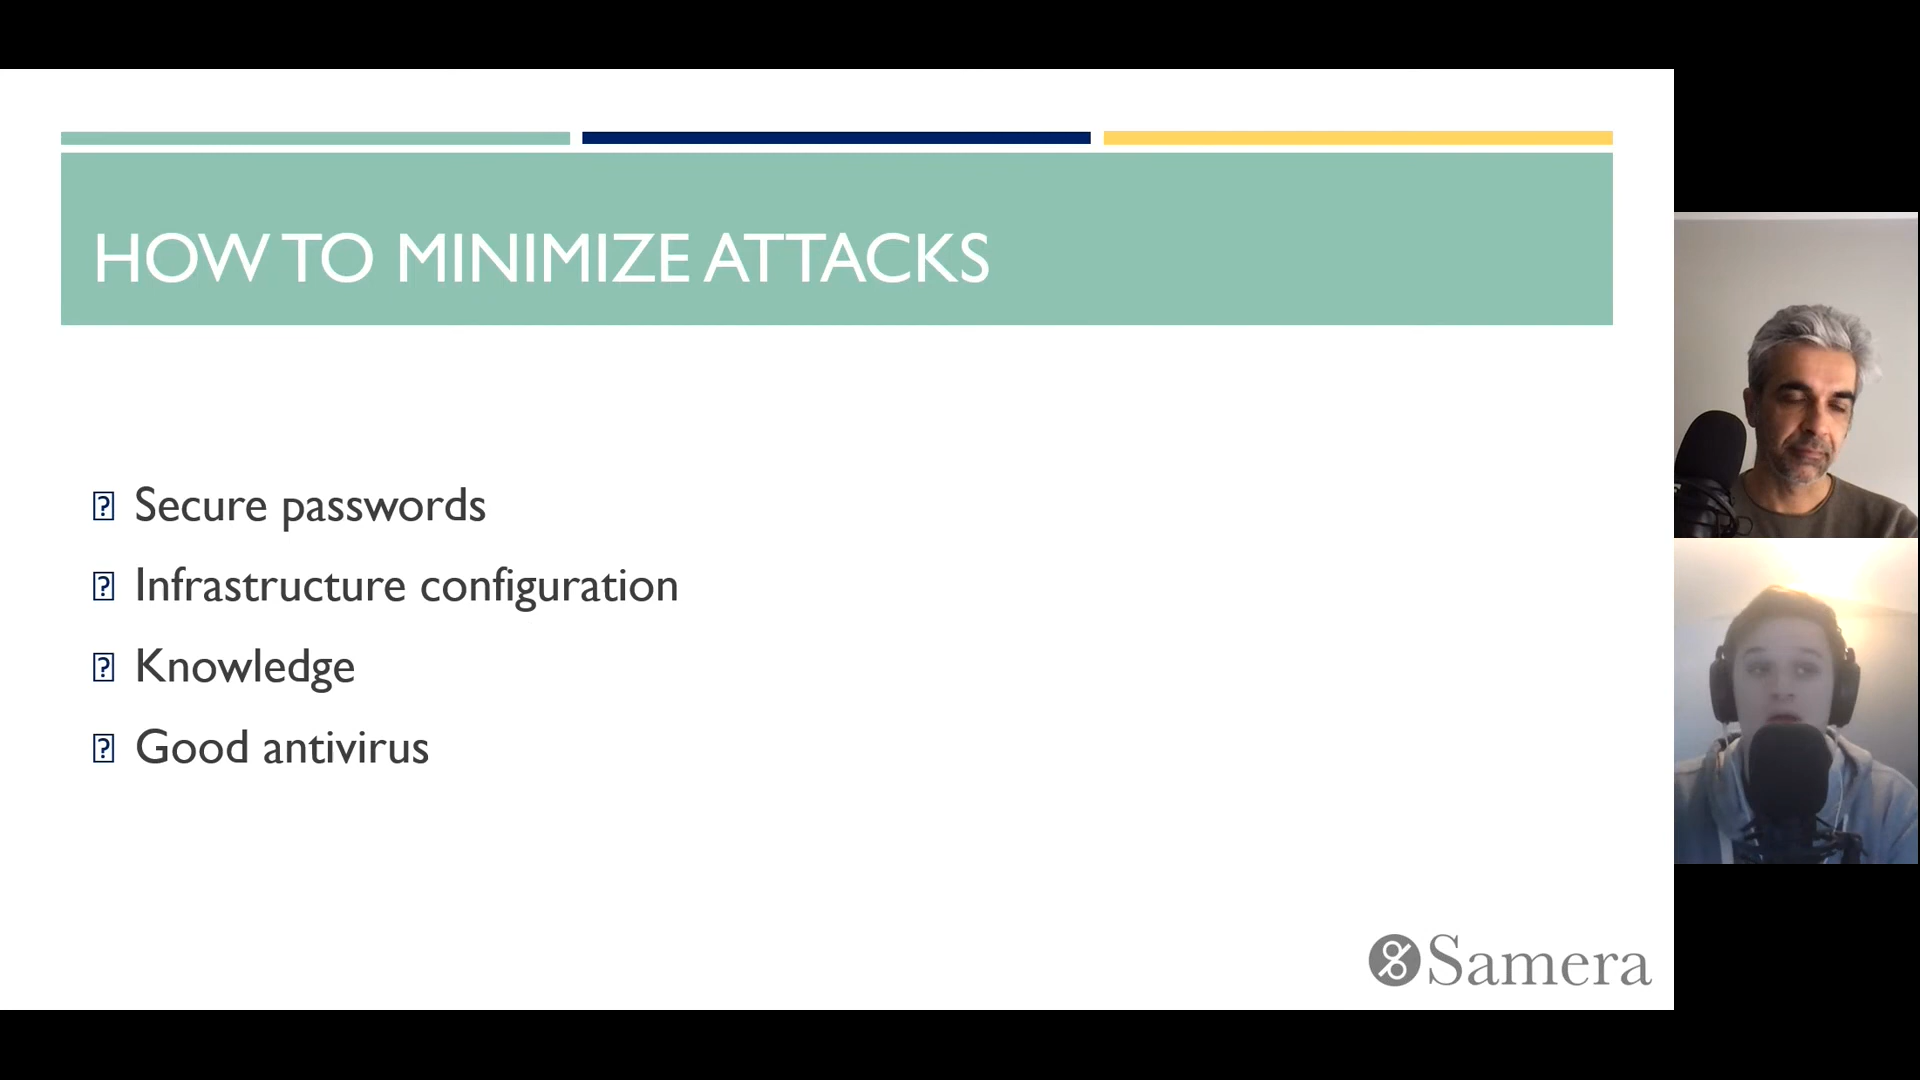 HOW TO MINIMIZE ATTACKS
Secure passwords
Infrastructure configuration
Knowledge
Good antivirus
Samera